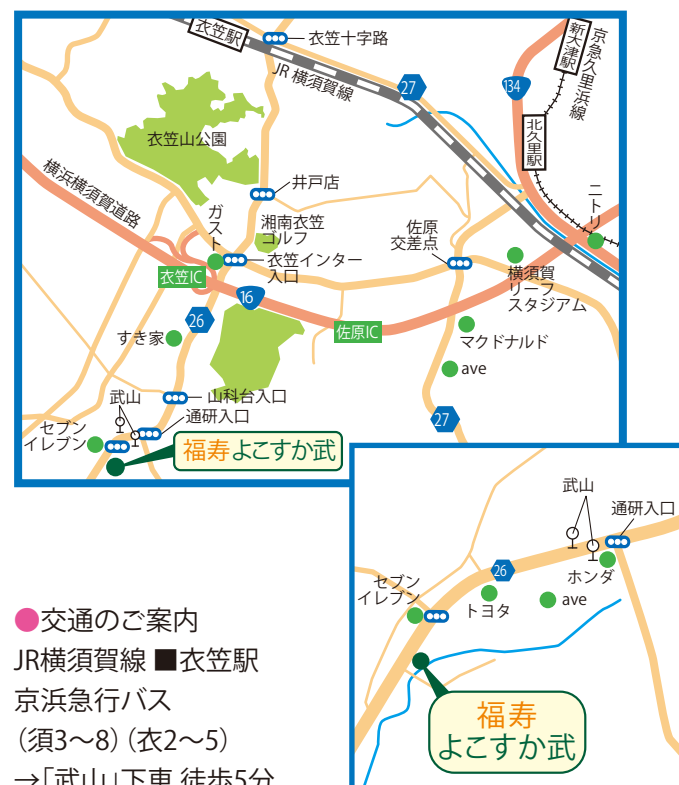 衣笠駅
衣笠十字路
JR 横須賀線
27
134
新大津駅
京急久里浜線
北久里駅
衣笠山公園
横浜横須賀道路
井戸店
ガスト
湘南衣笠
ゴルフ
衣笠インター
入口
佐原
交差点
ニトリ
横須賀
リーフ
スタジアム
衣笠IC
16
26
佐原IC
すき家
マクドナルド
ave
山科台入口
武山
通研入口
27
セブン
イレブン
福寿よこすか武
武山
通研入口
26
ホンダ
セブン
イレブン
トヨタ
ave
福寿
よこすか武
●交通のご案内
JR横須賀線 ■衣笠駅
京浜急行バス
(須3〜8) (衣2〜5)
→「武山」下車 徒歩5分